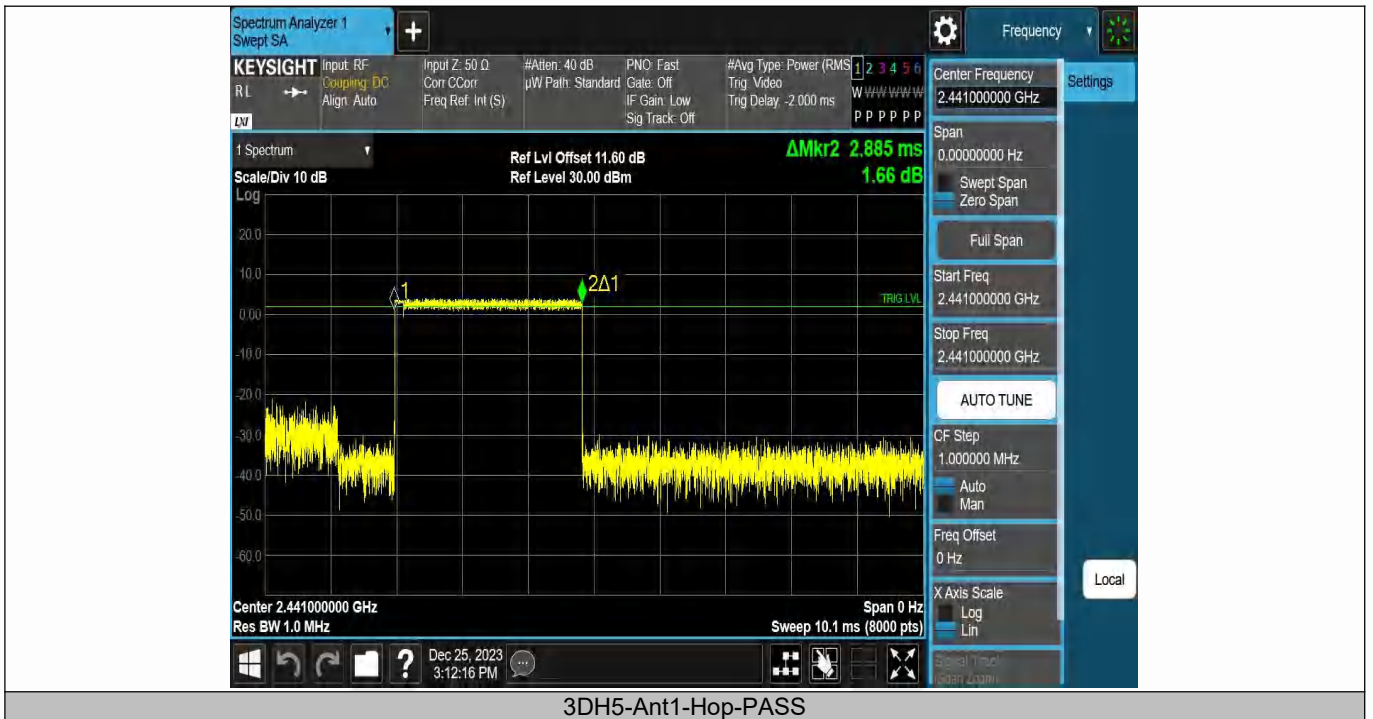 Spectrum Analyzer 1
Swept SA
+
Frequency
KEYSIGHT
RL
LXI
Input: RF
Coupling: DC
Align: Auto
Input Z: 50 Ω
Corr CCorr
Freq Ref: Int (S)
#Atten: 40 dB
µW Path: Standard
PNO: Fast
Gate: Off
IF Gain: Low
Sig Track: Off
#Avg Type: Power (RMS
Trig: Video
Trig Delay: -2.000 ms
1 2 3 4 5 6
W W W W W W
P P P P P P
1 Spectrum
Scale/Div 10 dB
Log
Ref Lvl Offset 11.60 dB
Ref Level 30.00 dBm
ΔMkr2 2.885 ms
1.66 dB
20.0
10.0
0.00
-10.0
-20.0
-30.0
-40.0
-50.0
-60.0
1
2Δ1
TRIG LVL
Center 2.441000000 GHz
Res BW 1.0 MHz
Span 0 Hz
Sweep 10.1 ms (8000 pts)
Center Frequency
2.441000000 GHz
Settings
Span
0.00000000 Hz
Swept Span
Zero Span
Full Span
Start Freq
2.441000000 GHz
Stop Freq
2.441000000 GHz
AUTO TUNE
CF Step
1.000000 MHz
Auto
Man
Freq Offset
0 Hz
X Axis Scale
Log
Lin
Signal Track
(Span Zoom)
Local
?
Dec 25, 2023
3:12:16 PM
3DH5-Ant1-Hop-PASS